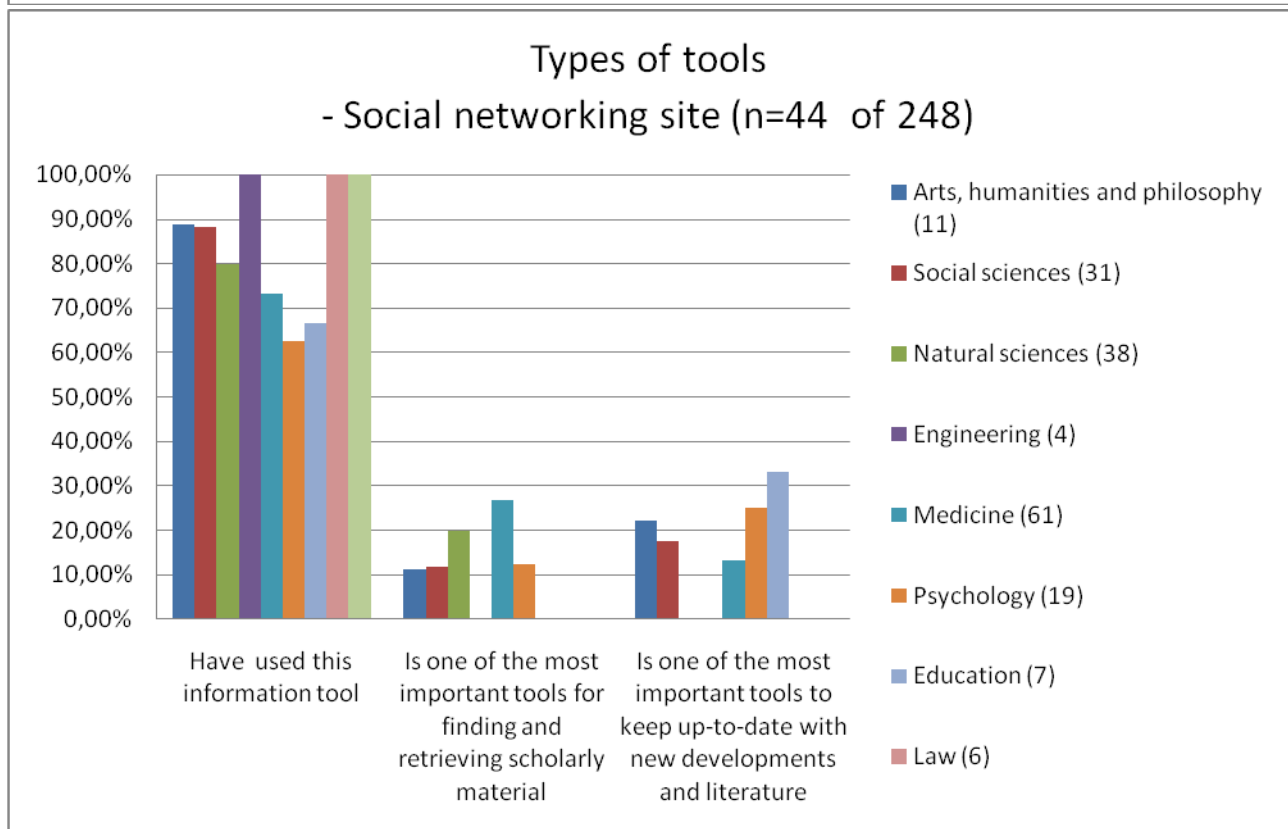 Types of tools
- Social networking site (n=44 of 248)
100,00%
90,00%
80,00%
70,00%
60,00%
50,00%
40,00%
30,00%
20,00%
10,00%
0,00%
Have used this
information tool
Is one of the most
important tools for
finding and
retrieving scholarly
material
Is one of the most
important tools to
keep up-to-date with
new developments
and literature
Arts, humanities and philosophy
(11)
Social sciences (31)
Natural sciences (38)
Engineering (4)
Medicine (61)
Psychology (19)
Education (7)
Law (6)